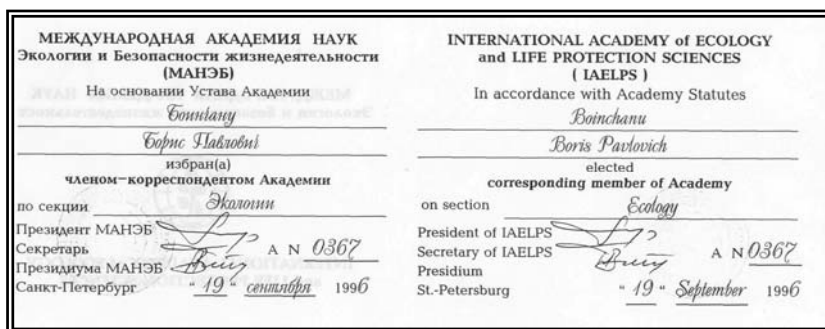 МЕЖДУНАРОДНАЯ АКАДЕМИЯ НАУК
Экологии и Безопасности жизнедеятельности
(МАНЭБ)
На основании Устава Академии
Боинчану
Борис Павлович
избран(а)
членом-корреспондентом Академии
по секции Экологии
Президент МАНЭБ
Секретарь А N 0367
Президиума МАНЭБ
Санкт-Петербург “ 19 “ сентября 1996
INTERNATIONAL ACADEMY of ECOLOGY
and LIFE PROTECTION SCIENCES
( IAELPS )
In accordance with Academy Statutes
Boinchanu
Boris Pavlovich
elected
corresponding member of Academy
on section Ecology
President of IAELPS
Secretary of IAELPS A N 0367
Presidium
St.-Petersburg “ 19 “ September 1996